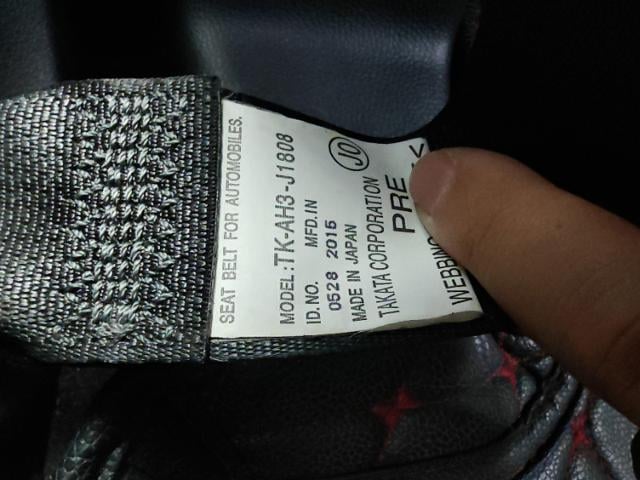 SEAT BELT FOR AUTOMOBILES.
MODEL:TK-AH3-J1808
ID.NO. MFD.IN
0528 2015
MADE IN JAPAN
TAKATA CORPORATION
JO
PRE